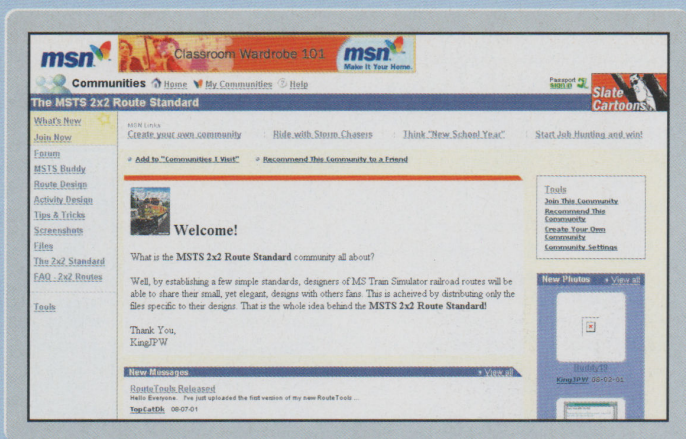 msn
Classroom Wardrobe 101
msn
Make It Your Home.
Communities Home My Communities Help
Passport
SIGN IN
Slate
Cartoons
The MSTS 2x2 Route Standard
What's New
Join Now
Forum
MSTS Buddy
Route Design
Activity Design
Tips & Tricks
Screenshots
Files
The 2x2 Standard
FAQ - 2x2 Routes
Tools
MSN Links
Create your own community
Ride with Storm Chasers
Think "New School Year"
Start Job Hunting and win!
Add to "Communities I Visit"
Recommend This Community to a Friend
Welcome!
What is the MSTS 2x2 Route Standard community all about?
Well, by establishing a few simple standards, designers of MS Train Simulator railroad routes will be
able to share their small, yet elegant, designs with others fans. This is acheived by distributing only the
files specific to their designs. That is the whole idea behind the MSTS 2x2 Route Standard!
Thank You,
KingJPW
New Messages View all
RouteTools Released
Hello Everyone. I've just uploaded the first version of my new RouteTools ...
TopCatDk 08-07-01
Tools
Join This Community
Recommend This
Community
Create Your Own
Community
Community Settings
New Photos View all
KingJPW 08-03-01